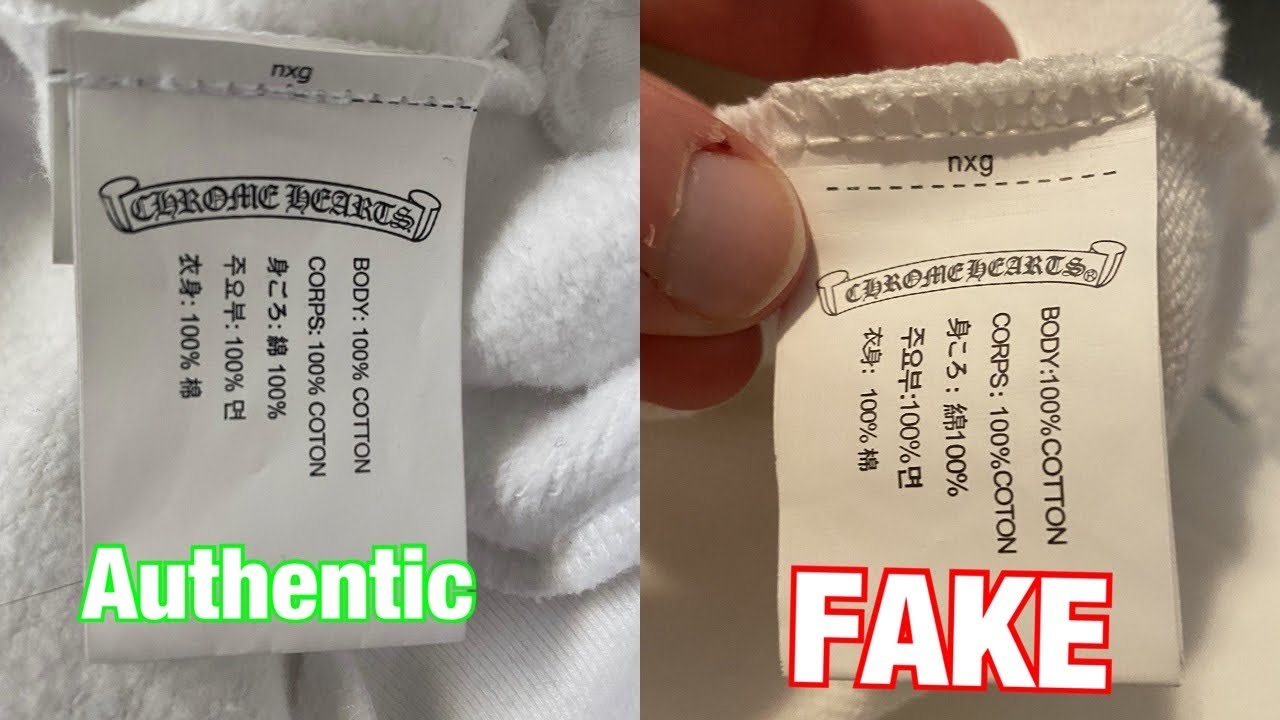 nxg
CHROME HEARTS
BODY: 100% COTTON
CORPS: 100% COTON
身ごろ: 綿 100%
주요부: 100% 면
衣身: 100% 棉
Authentic
nxg
CHROME HEARTS®
BODY:100%COTTON
CORPS: 100%COTON
身ごろ: 綿100%
주요부:100%면
衣身: 100% 棉
FAKE